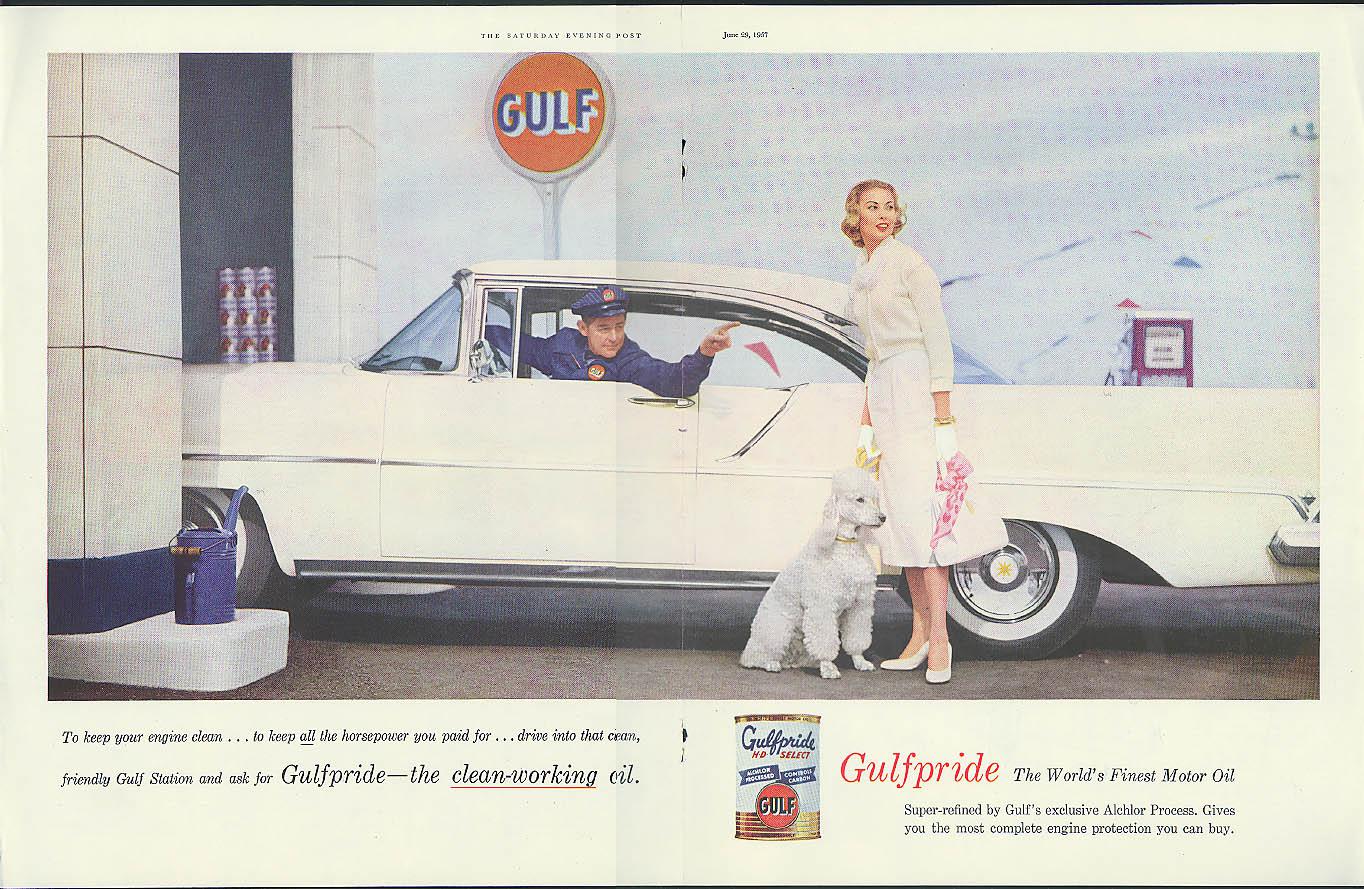 THE SATURDAY EVENING POST
June 29, 1957
GULF
GULF
To keep your engine clean . . . to keep all the horsepower you paid for . . . drive into that clean,
friendly Gulf Station and ask for Gulfpride—the clean-working oil.
Gulfpride
H·D· SELECT
ALCHLOR PROCESSED
CONTROLS CARBON
GULF
Gulfpride The World's Finest Motor Oil
Super-refined by Gulf's exclusive Alchlor Process. Gives
you the most complete engine protection you can buy.